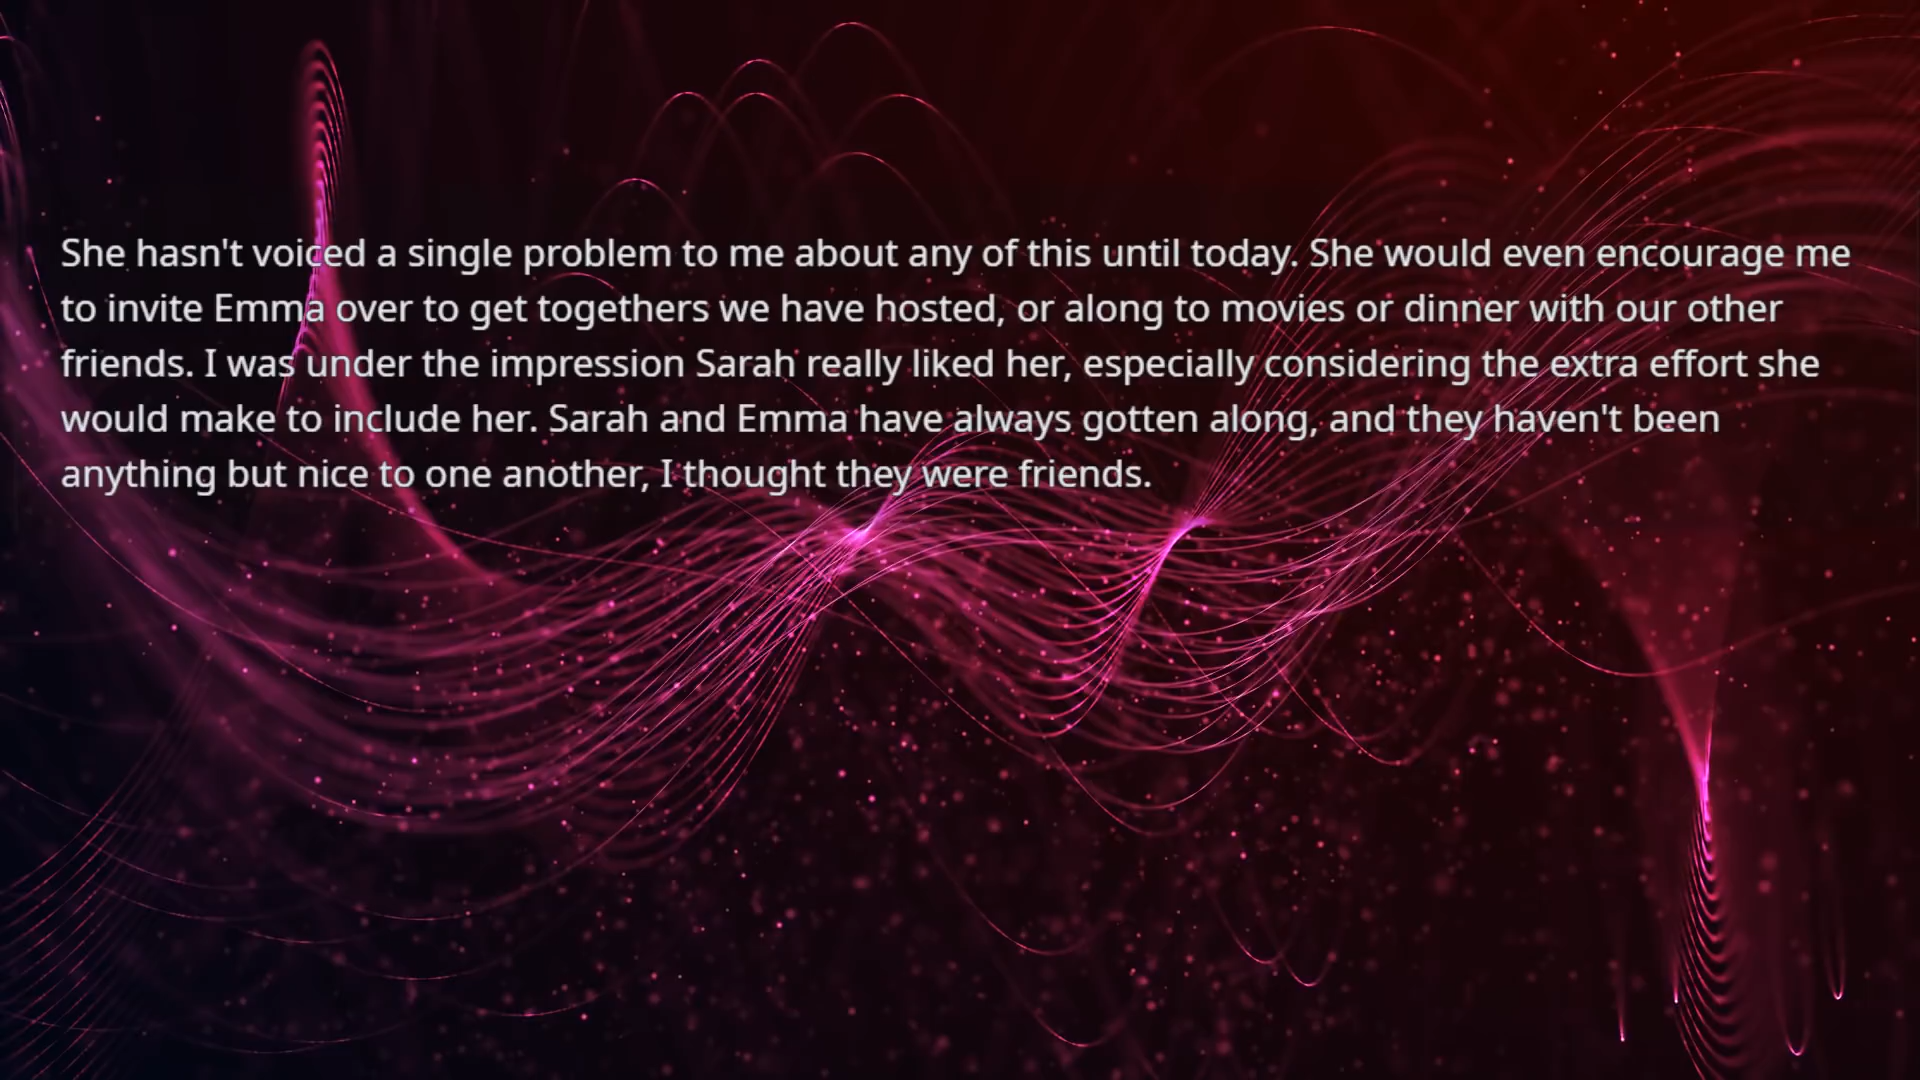 She hasn't voiced a single problem to me about any of this until today. She would even encourage me
to invite Emma over to get togethers we have hosted, or along to movies or dinner with our other
friends. I was under the impression Sarah really liked her, especially considering the extra effort she
would make to include her. Sarah and Emma have always gotten along, and they haven't been
anything but nice to one another, I thought they were friends.